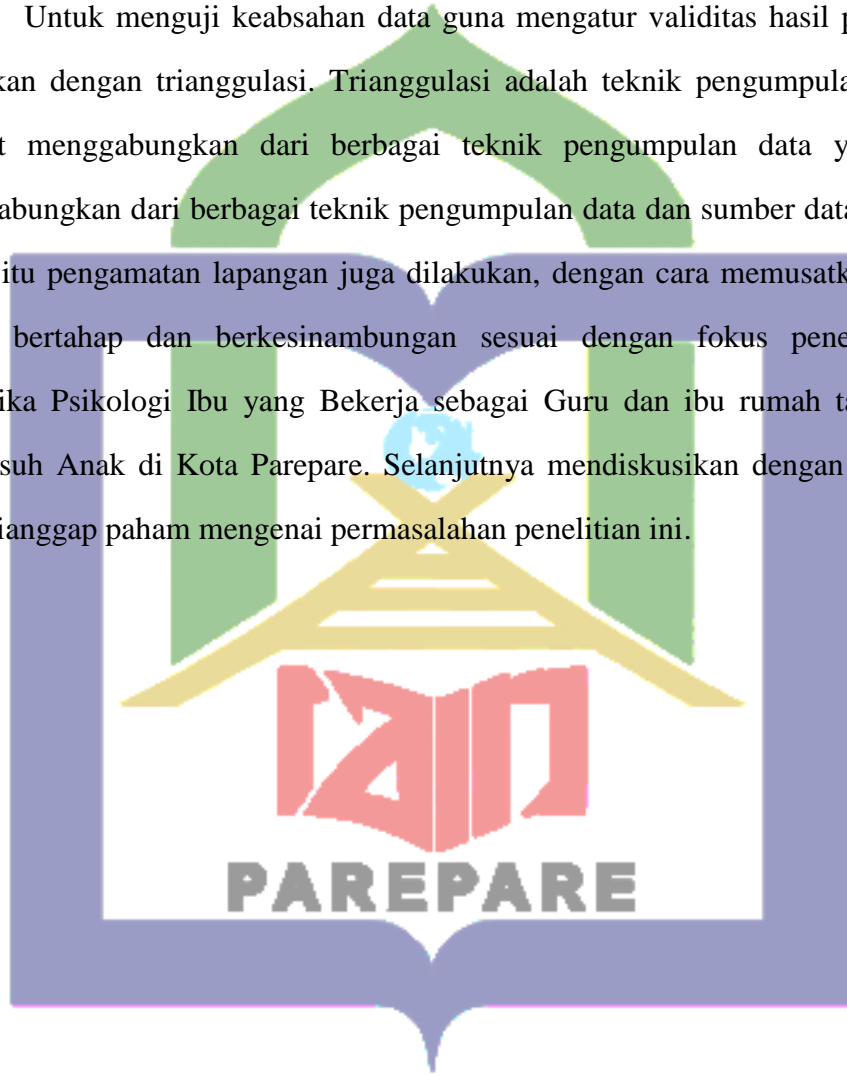 Untuk menguji keabsahan data guna mengatur validitas hasil p
kan dengan trianggulasi. Trianggulasi adalah teknik pengumpula
t menggabungkan dari berbagai teknik pengumpulan data y
abungkan dari berbagai teknik pengumpulan data dan sumber data
itu pengamatan lapangan juga dilakukan, dengan cara memusatk
bertahap dan berkesinambungan sesuai dengan fokus pene
ika Psikologi Ibu yang Bekerja sebagai Guru dan ibu rumah ta
suh Anak di Kota Parepare. Selanjutnya mendiskusikan dengan
ianggap paham mengenai permasalahan penelitian ini.
iain
PAREPARE